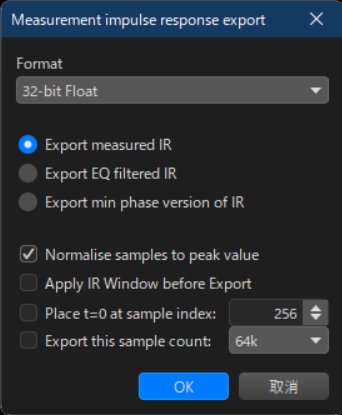 Measurement impulse response export
Format
32-bit Float
Export measured IR
Export EQ filtered IR
Export min phase version of IR
Normalise samples to peak value
Apply IR Window before Export
Place t=0 at sample index: 256
Export this sample count: 64k
OK 取消